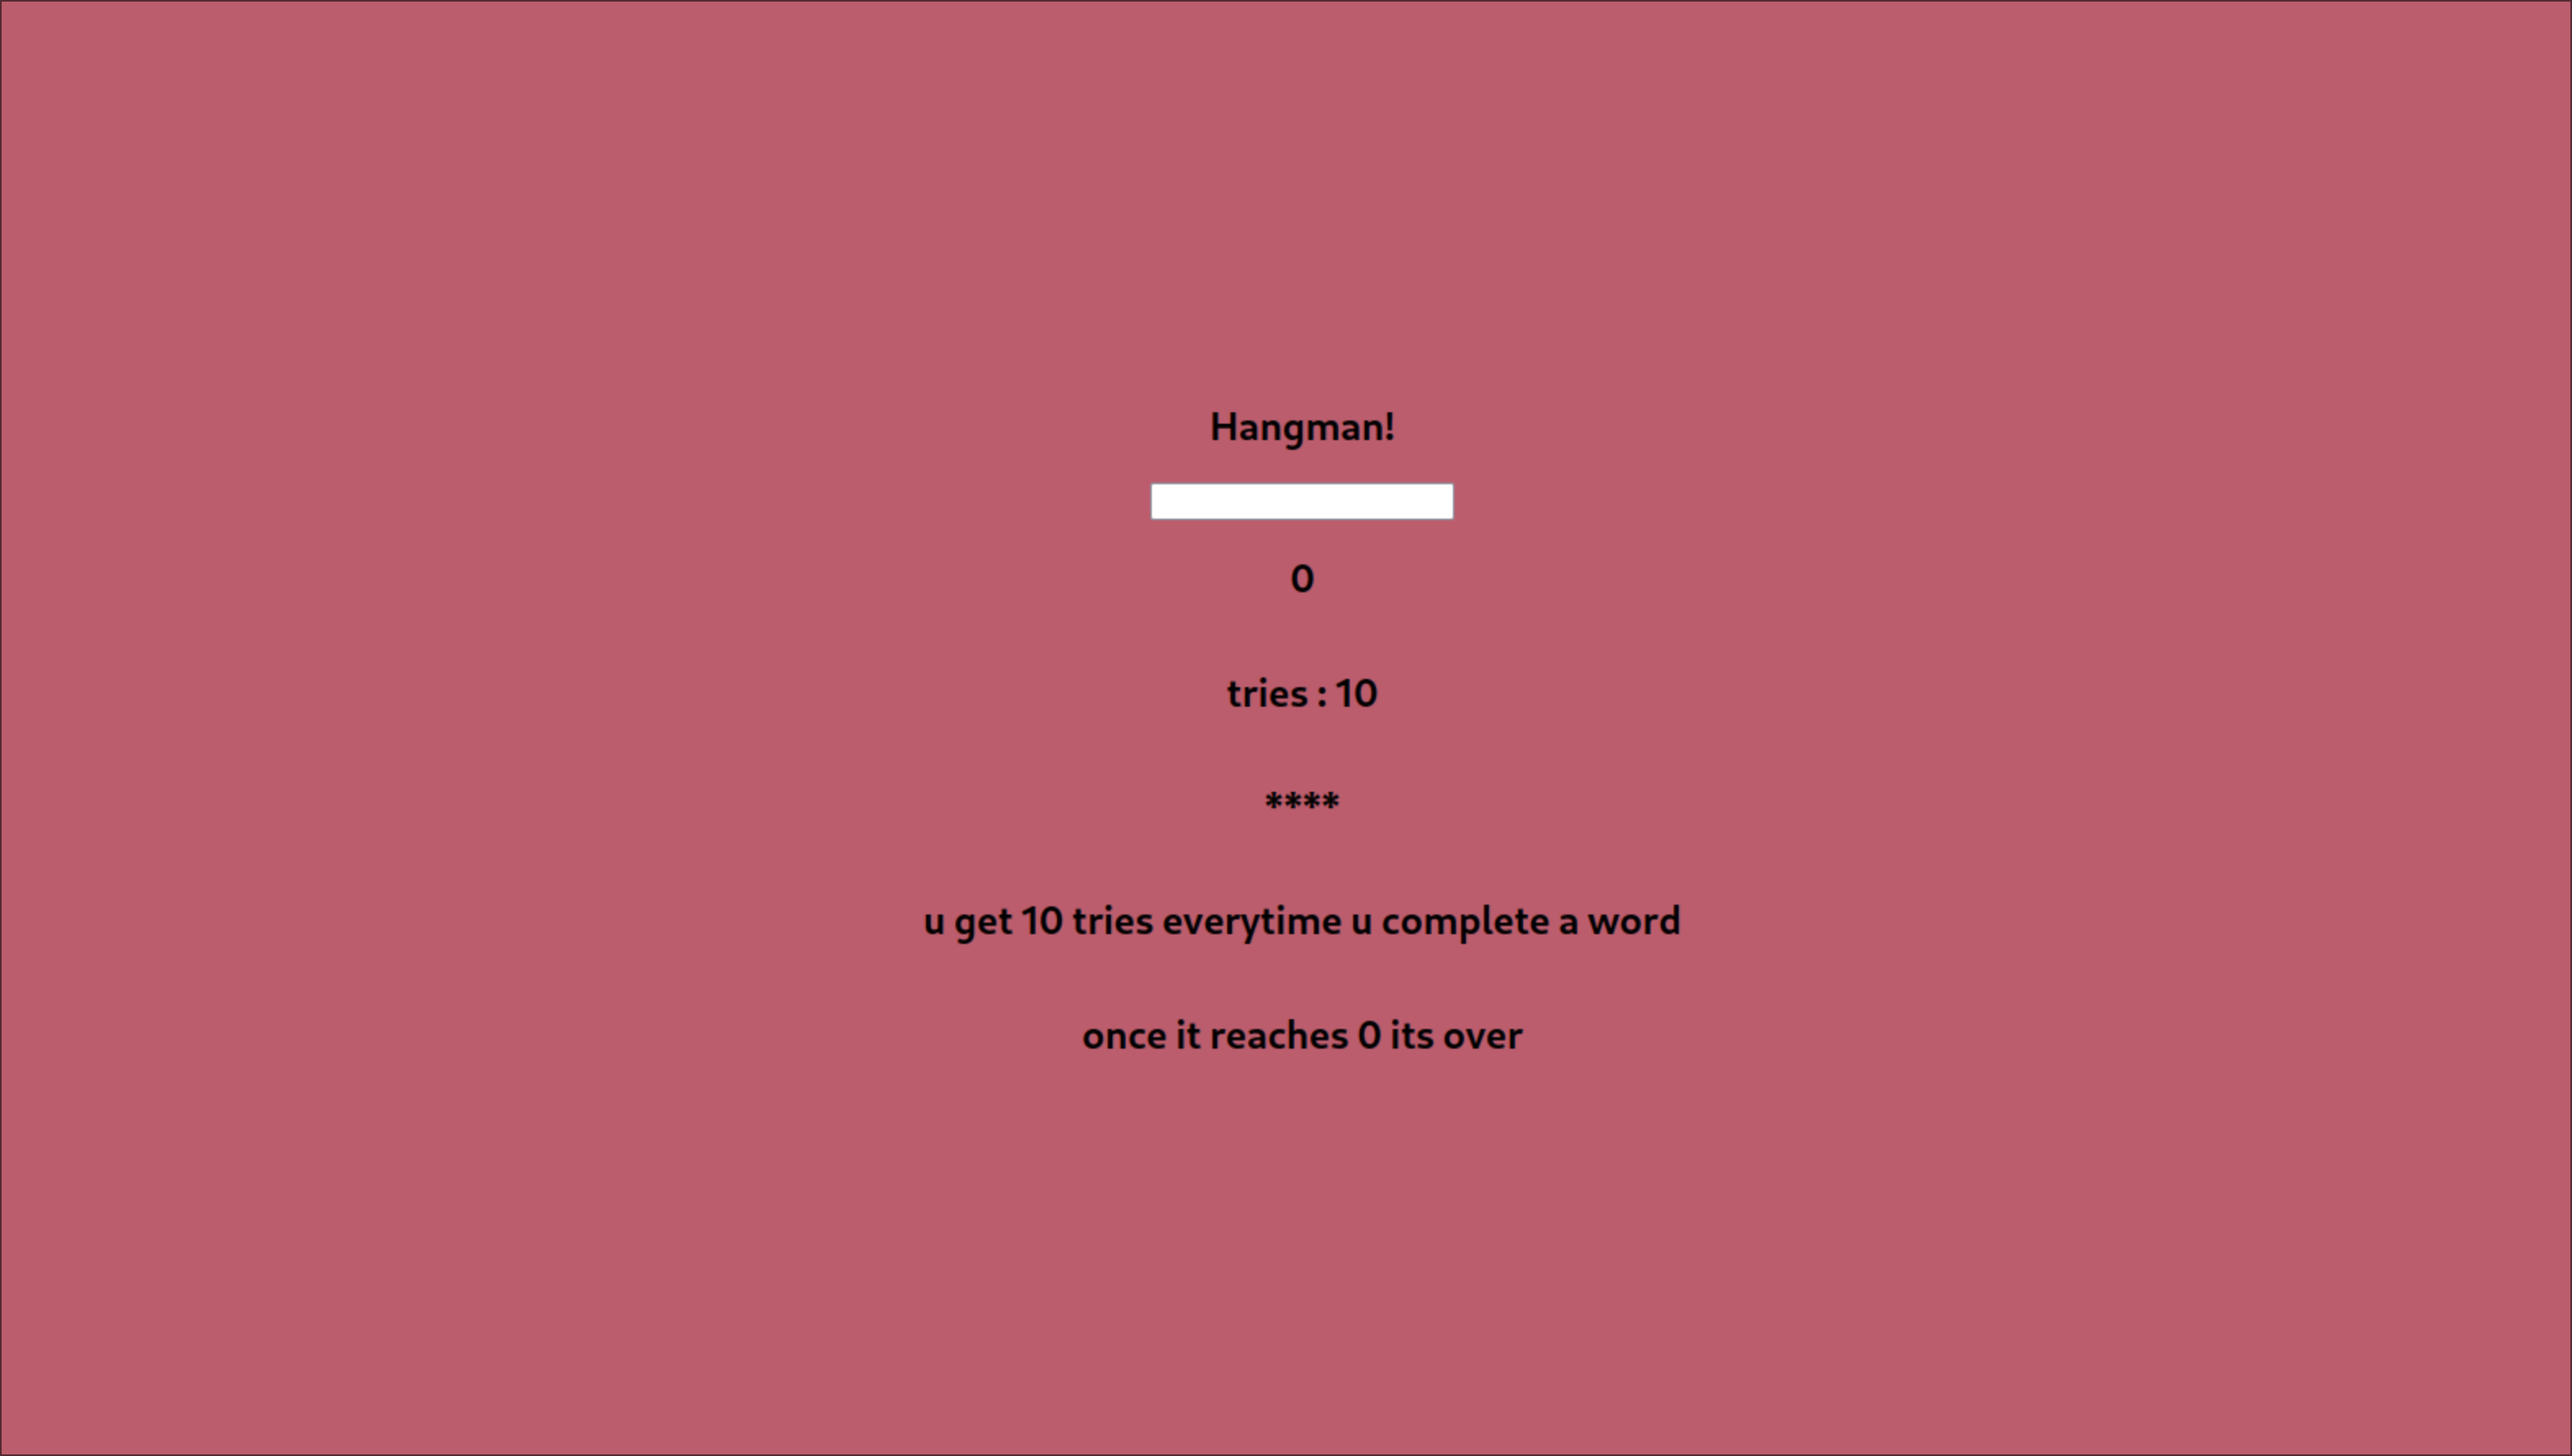 Hangman!
0
tries : 10
****
u get 10 tries everytime u complete a word
once it reaches 0 its over